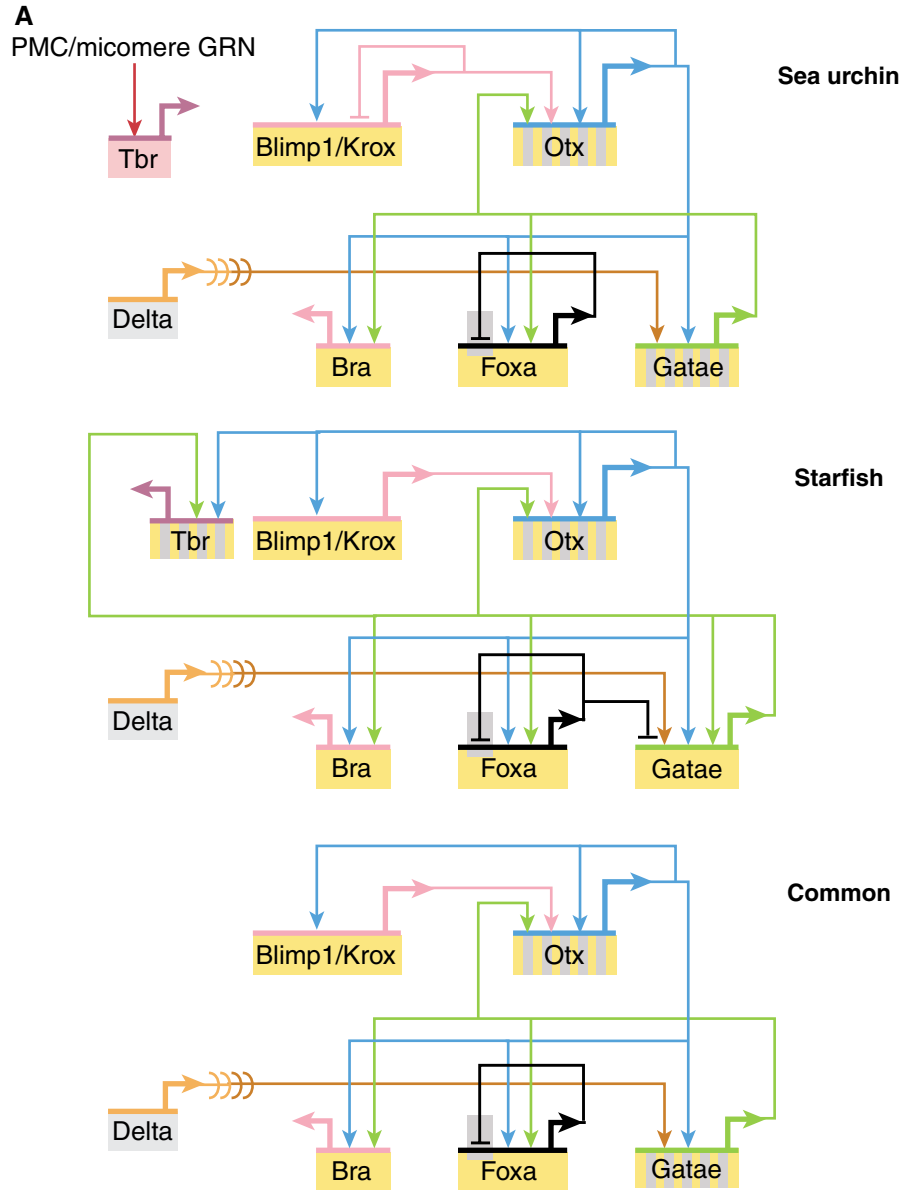 A
PMC/micomere GRN
Sea urchin
Tbr
Blimp1/Krox
Otx
Delta
Bra
Foxa
Gatae
Starfish
Tbr
Blimp1/Krox
Otx
Delta
Bra
Foxa
Gatae
Common
Blimp1/Krox
Otx
Delta
Bra
Foxa
Gatae